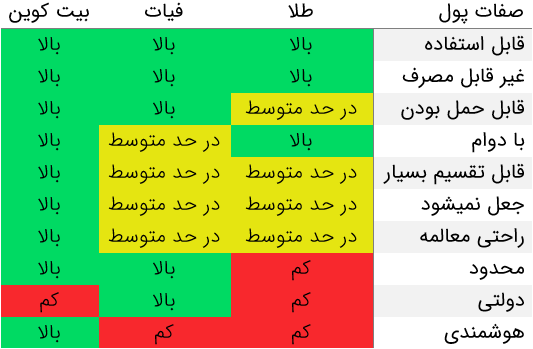 صفات پول طلا فیات بیت کوین
قابل استفاده بالا بالا بالا
غیر قابل مصرف بالا بالا بالا
قابل حمل بودن در حد متوسط بالا بالا
با دوام بالا در حد متوسط بالا
قابل تقسیم بسیار در حد متوسط در حد متوسط بالا
جعل نمیشود در حد متوسط در حد متوسط بالا
راحتی معالمه در حد متوسط در حد متوسط بالا
محدود کم بالا بالا
دولتی کم بالا کم
هوشمندی کم کم بالا